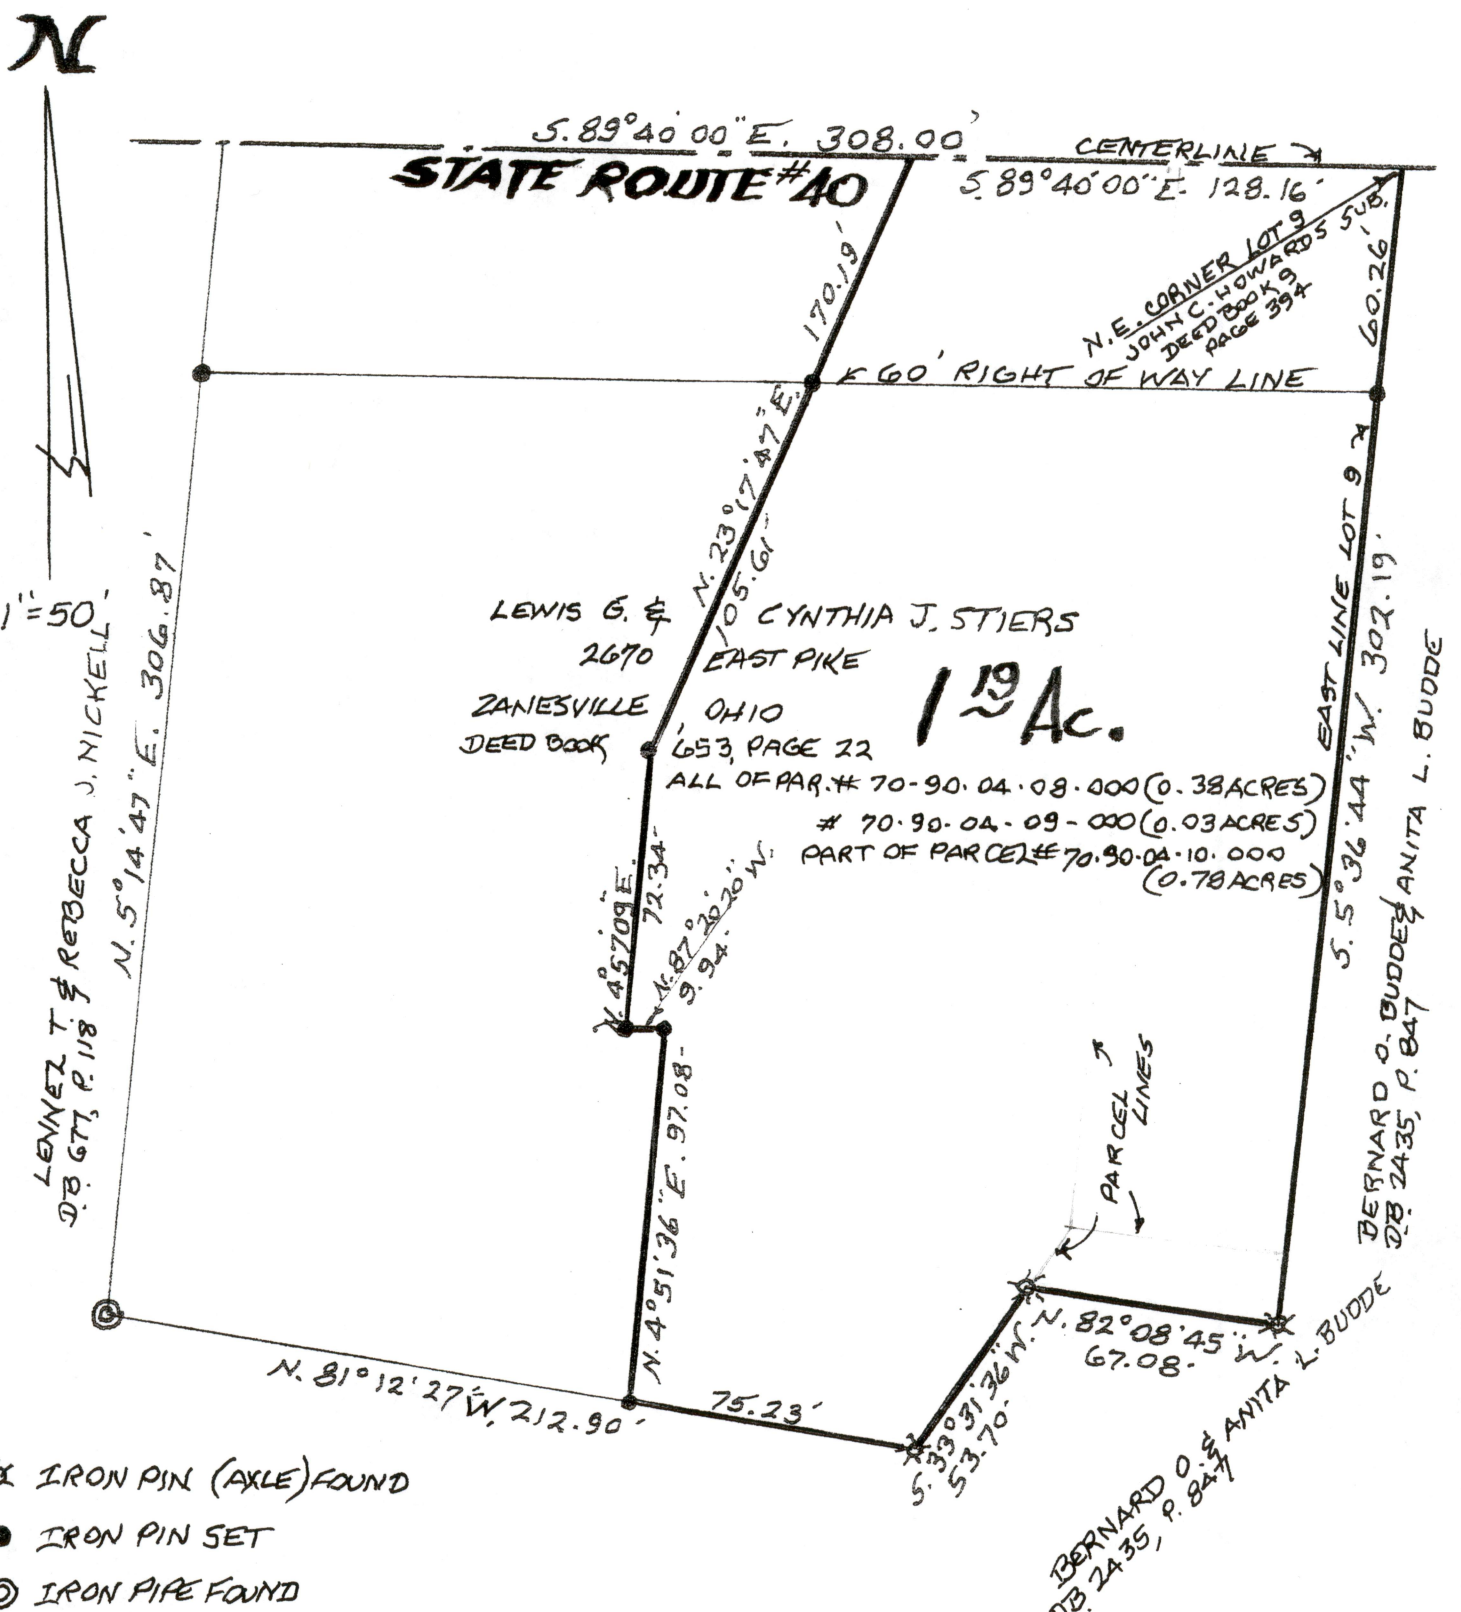 N
S. 89°40'00" E. 308.00'
STATE ROUTE #40
CENTERLINE
S. 89°40'00" E. 128.16'
N.E. CORNER LOT 9
JOHN C. HOWARDS SUB.
DEED BOOK 9
PAGE 394
60.26'
170.19'
60' RIGHT OF WAY LINE
N. 23°17'47" E.
105.61'
1"=50'
LEWIS G. & CYNTHIA J. STIERS
2670 EAST PIKE
ZANESVILLE, OHIO
DEED BOOK 653, PAGE 22
1 19 Ac.
ALL OF PAR.# 70-90-04-08-000 (0.38 ACRES)
# 70-90-04-09-000 (0.03 ACRES)
PART OF PARCEL# 70-90-04-10-000
(0.78 ACRES)
EAST LINE LOT 9
S. 5°36'44" W. 302.19'
BERNARD O. BUDDE & ANITA L. BUDDE
DB 2435, P. 847
N. 5°14'47" E. 306.87'
& REBECCA J. NICKELL
DB 677, P. 118
N. 4°57'09" E.
72.34'
N. 87°20'20" W.
9.94'
N. 4°51'36" E. 97.08'
PARCEL
LINES
N. 82°08'45" W.
67.08'
S. 33°31'36" W.
53.70'
75.23'
N. 81°12'27" W. 212.90'
BERNARD O. & ANITA L. BUDDE
DB 2435, P. 847
IRON PIN (AXLE) FOUND
IRON PIN SET
IRON PIPE FOUND